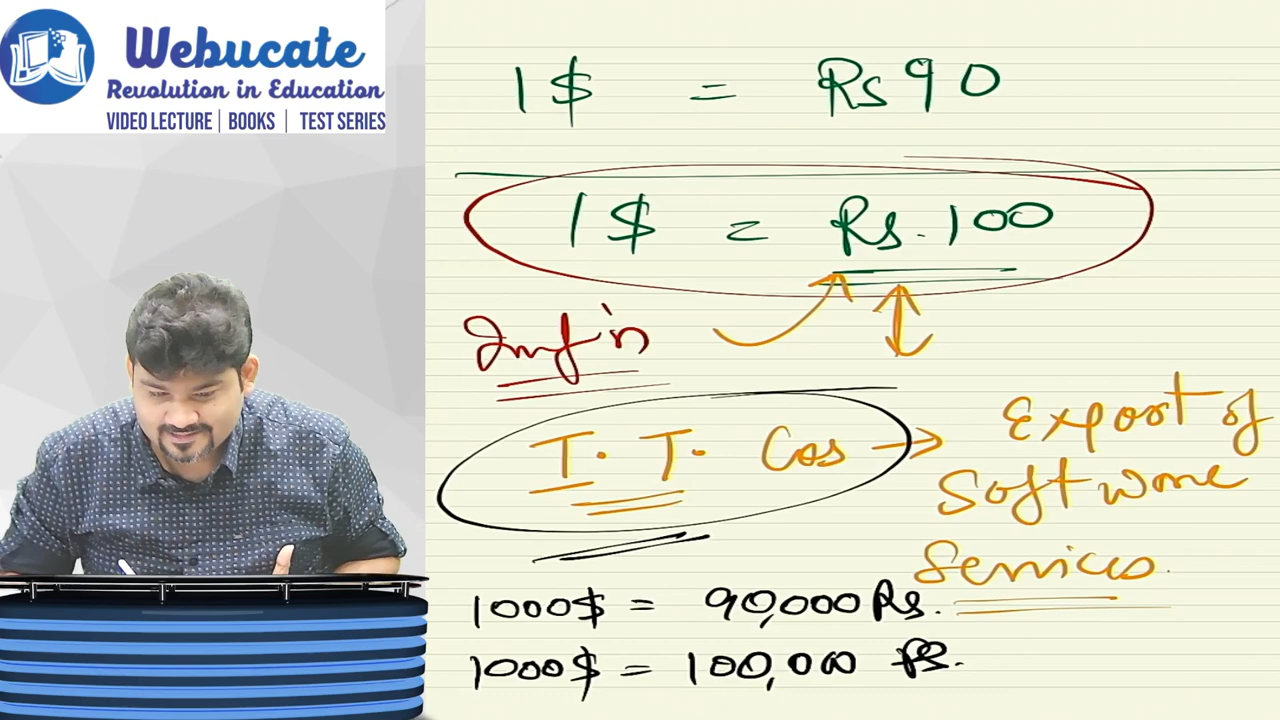 Webucate
Revolution in Education
VIDEO LECTURE | BOOKS | TEST SERIES
1$ = Rs 90
1$ = Rs. 100
Inf'n
I. T. Cos → Export of
Software
Services
1000$ = 90,000 Rs.
1000$ = 100,000 Rs.